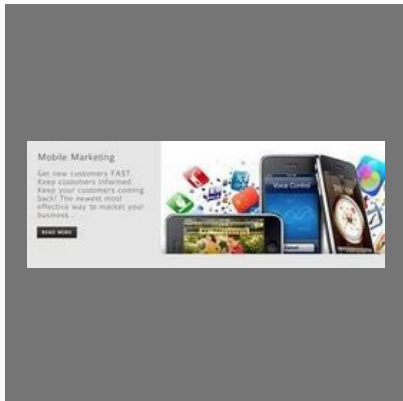 Mobile Marketing
Get new customers FAST.
Keep customers informed.
Keep your customers coming
back! The newest most
effective way to market your
business...
READ MORE
Voice Control
Cancel